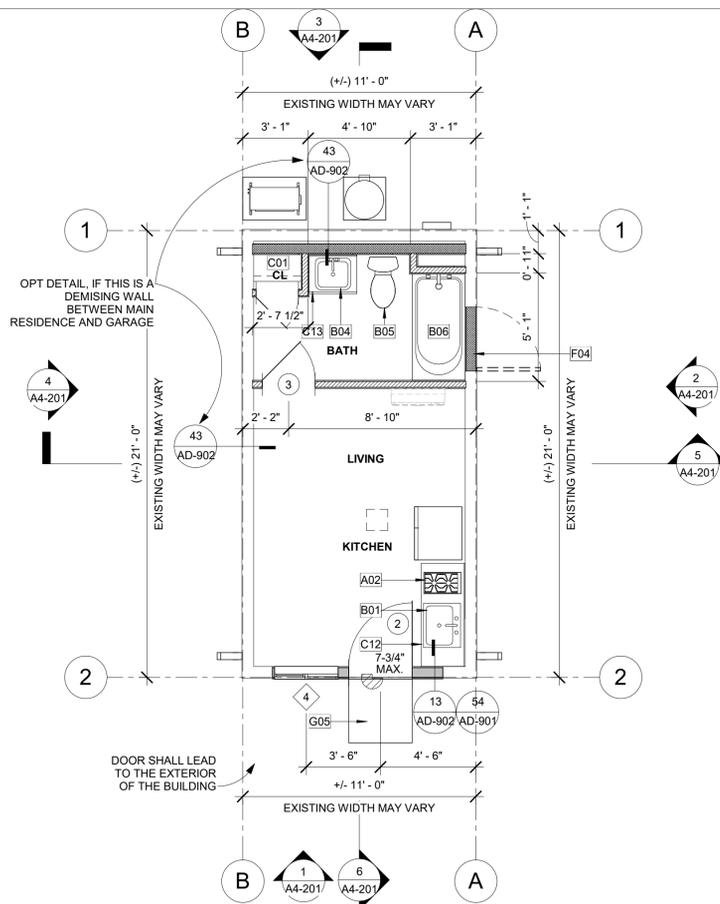 B
3
A4-201
A
(+/-) 11' - 0"
EXISTING WIDTH MAY VARY
3' - 1"
4' - 10"
3' - 1"
43
AD-902
1
1
1' - 1"
0' - 11"
5' - 1"
OPT DETAIL, IF THIS IS A
DEMISING WALL
BETWEEN MAIN
RESIDENCE AND GARAGE
C01
CL
2' - 7 1/2"
C13
B04
B05
B06
BATH
F04
3
4
A4-201
2
A4-201
2' - 2"
8' - 10"
43
AD-902
5
A4-201
LIVING
(+/-) 21' - 0"
EXISTING WIDTH MAY VARY
(+/-) 21' - 0"
EXISTING WIDTH MAY VARY
KITCHEN
A02
B01
2
C12
7-3/4"
MAX.
2
2
4
G05
13
AD-902
54
AD-901
DOOR SHALL LEAD
TO THE EXTERIOR
OF THE BUILDING
3' - 6"
4' - 6"
+/- 11' - 0"
EXISTING WIDTH MAY VARY
B
1
A4-201
6
A4-201
A